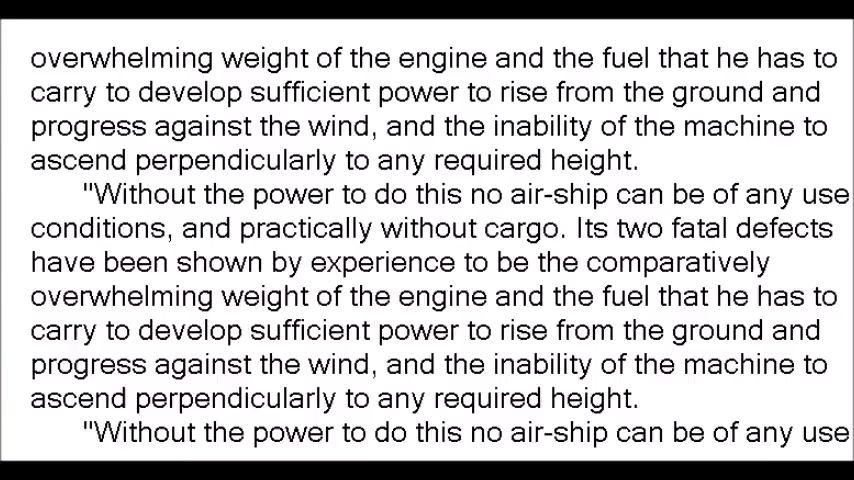 overwhelming weight of the engine and the fuel that he has to
carry to develop sufficient power to rise from the ground and
progress against the wind, and the inability of the machine to
ascend perpendicularly to any required height.
"Without the power to do this no air-ship can be of any use
conditions, and practically without cargo. Its two fatal defects
have been shown by experience to be the comparatively
overwhelming weight of the engine and the fuel that he has to
carry to develop sufficient power to rise from the ground and
progress against the wind, and the inability of the machine to
ascend perpendicularly to any required height.
"Without the power to do this no air-ship can be of any use